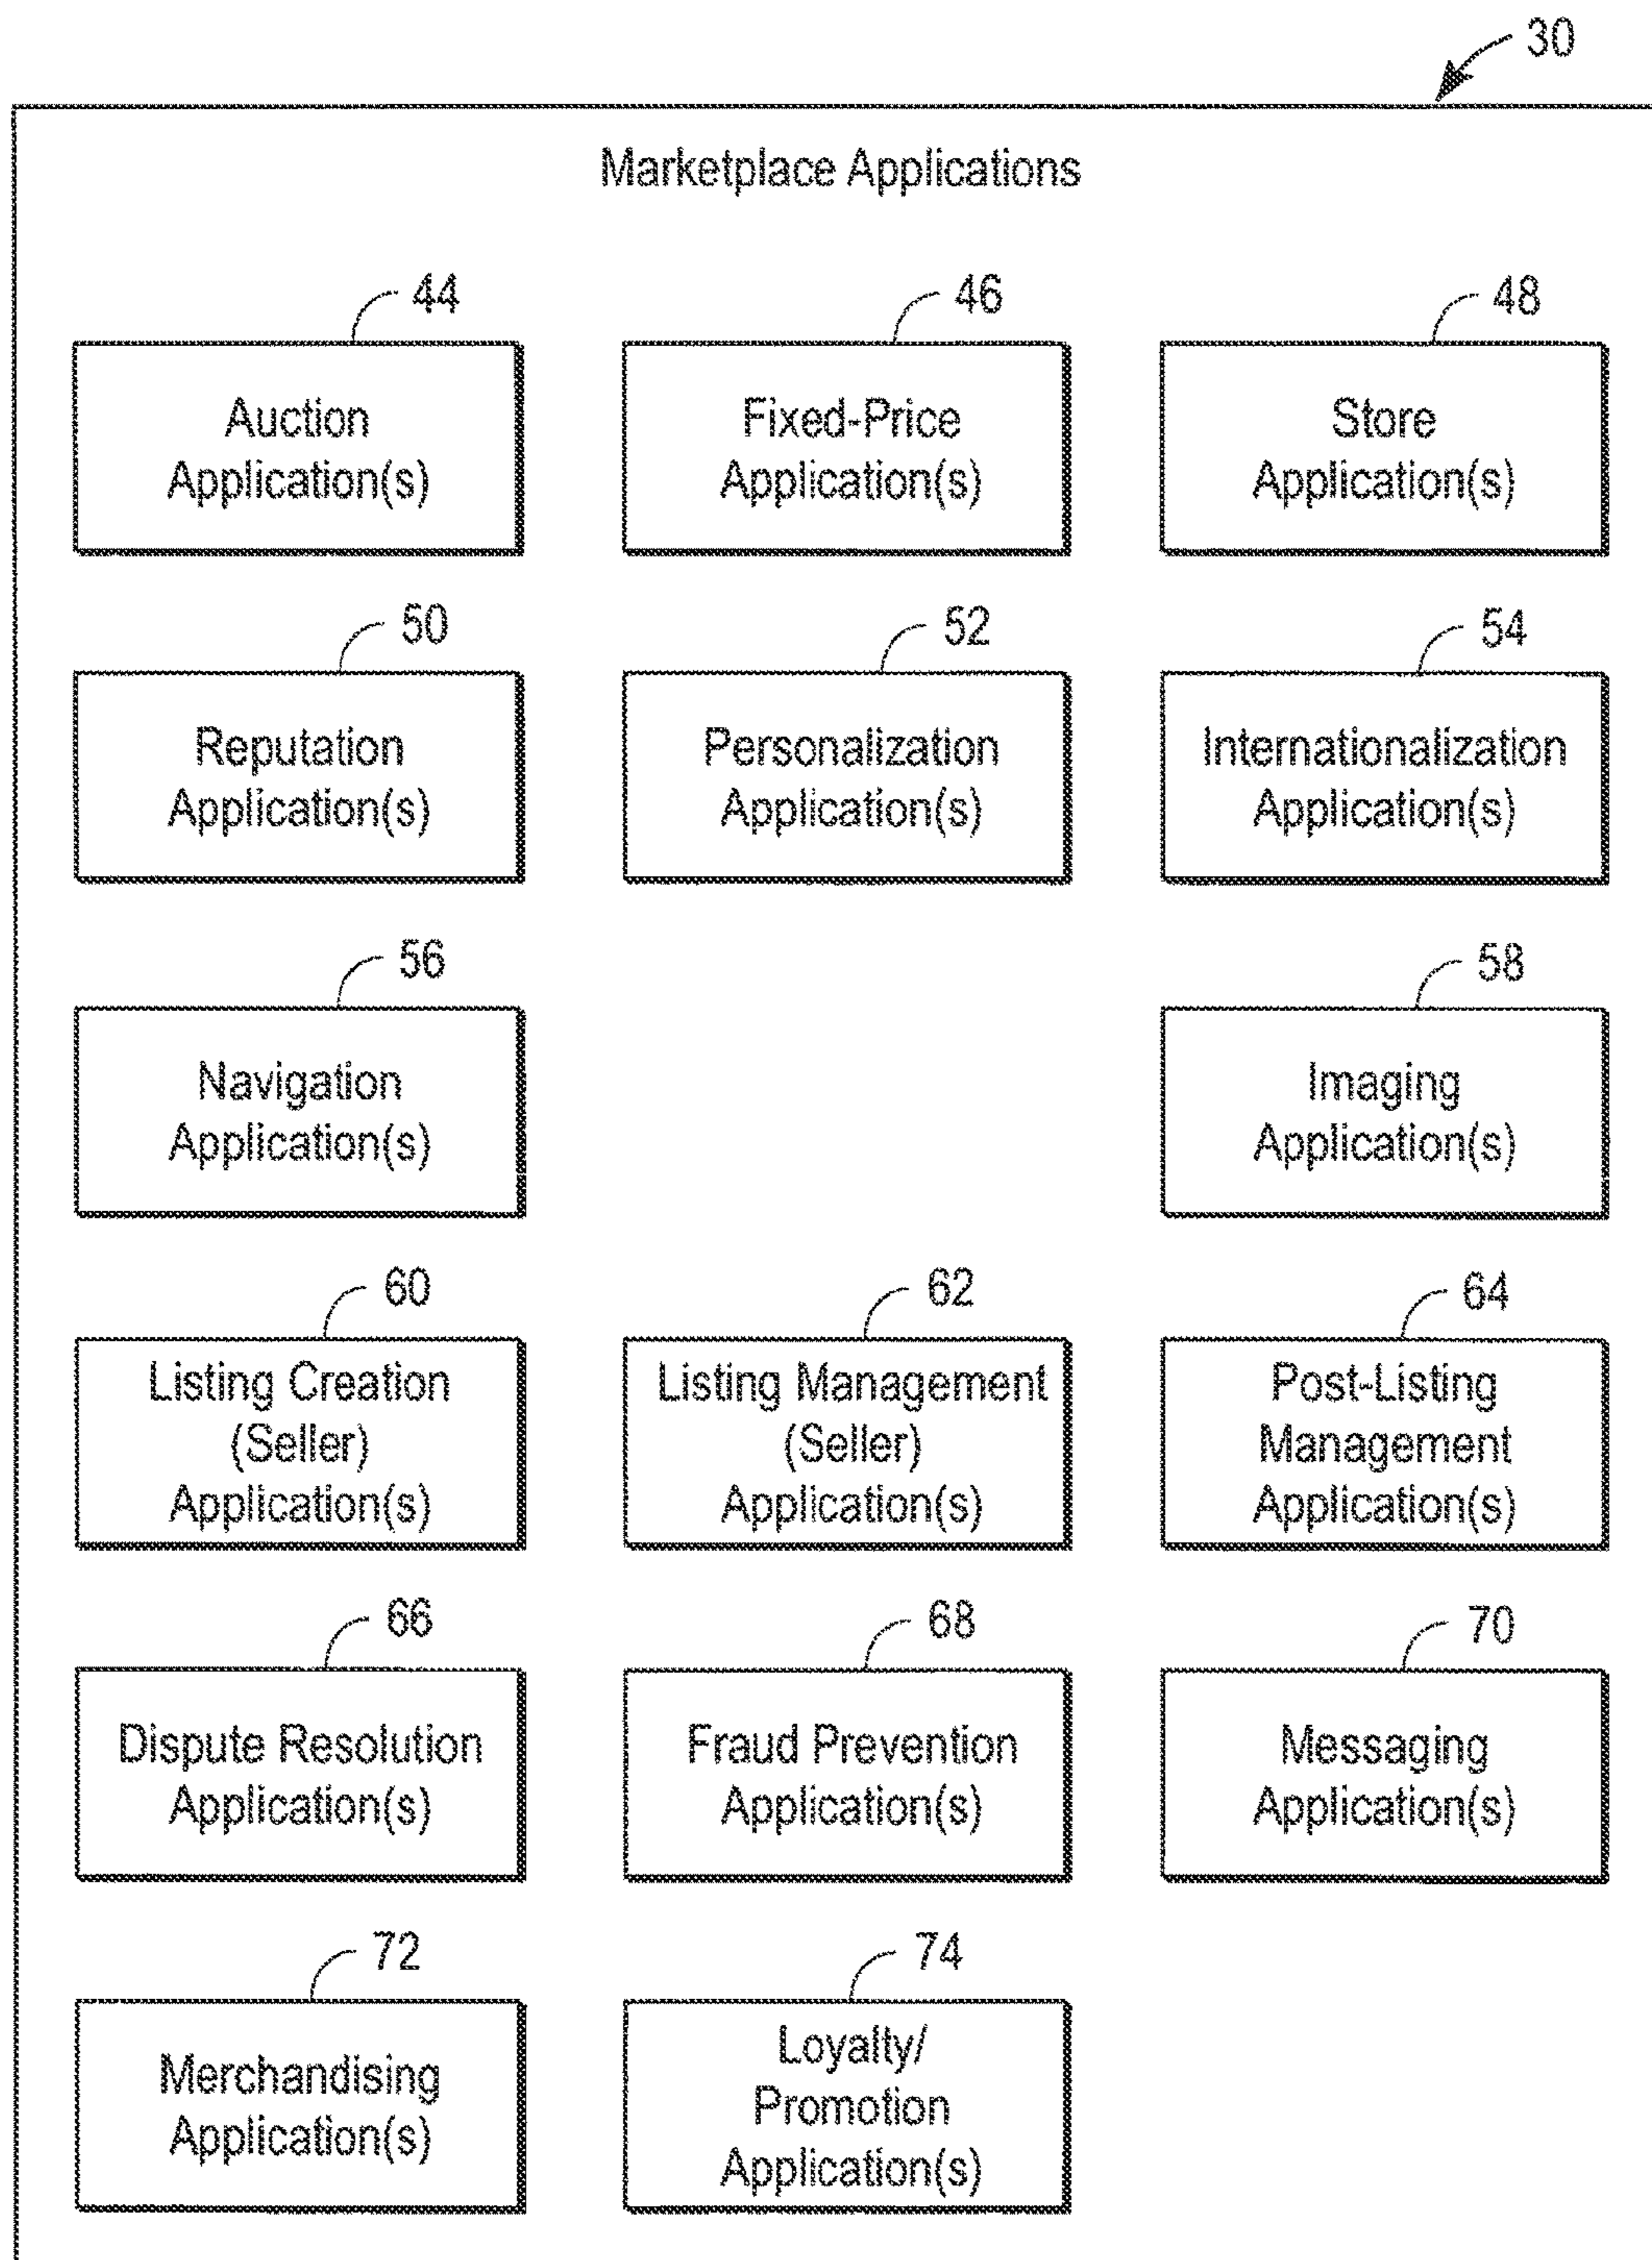 30
Marketplace Applications
44
46
48
Auction
Application(s)
Fixed-Price
Application(s)
Store
Application(s)
50
52
54
Reputation
Application(s)
Personalization
Application(s)
Internationalization
Application(s)
56
58
Navigation
Application(s)
Imaging
Application(s)
60
62
64
Listing Creation
(Seller)
Application(s)
Listing Management
(Seller)
Application(s)
Post-Listing
Management
Application(s)
66
68
70
Dispute Resolution
Application(s)
Fraud Prevention
Application(s)
Messaging
Application(s)
72
74
Merchandising
Application(s)
Loyalty/
Promotion
Application(s)